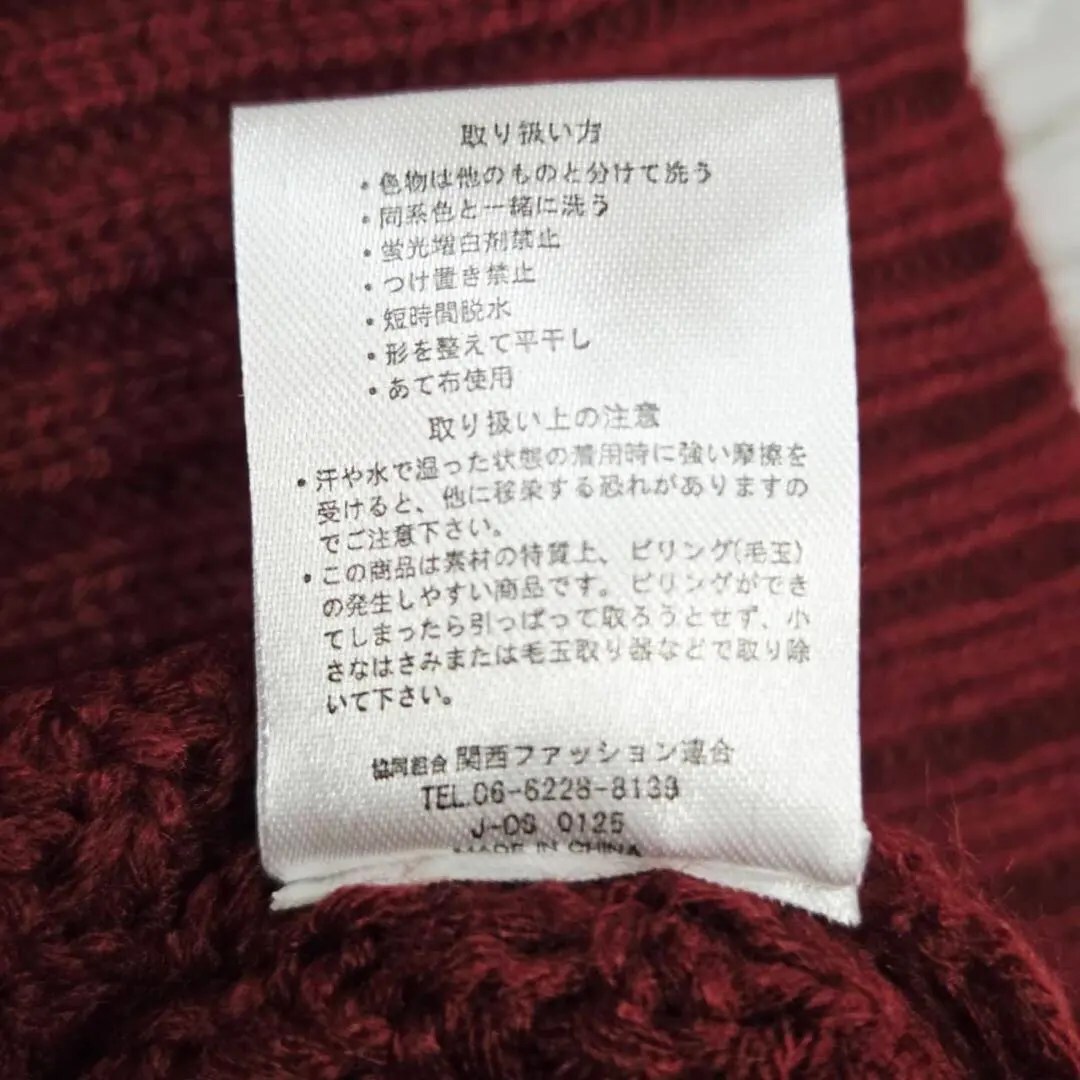 取り扱い方
・色物は他のものと分けて洗う
・同系色と一緒に洗う
・蛍光増白剤禁止
・つけ置き禁止
・短時間脱水
・形を整えて平干し
・あて布使用
取り扱い上の注意
・汗や水で湿った状態の着用時に強い摩擦を
受けると、他に移染する恐れがありますの
でご注意下さい。
・この商品は素材の特質上、ピリング(毛玉)
の発生しやすい商品です。ピリングができ
てしまったら引っぱって取ろうとせず、小
さなはさみまたは毛玉取り器などで取り除
いて下さい。
協同組合 関西ファッション連合
TEL.06-6228-8139
J-OS 0125
MADE IN CHINA